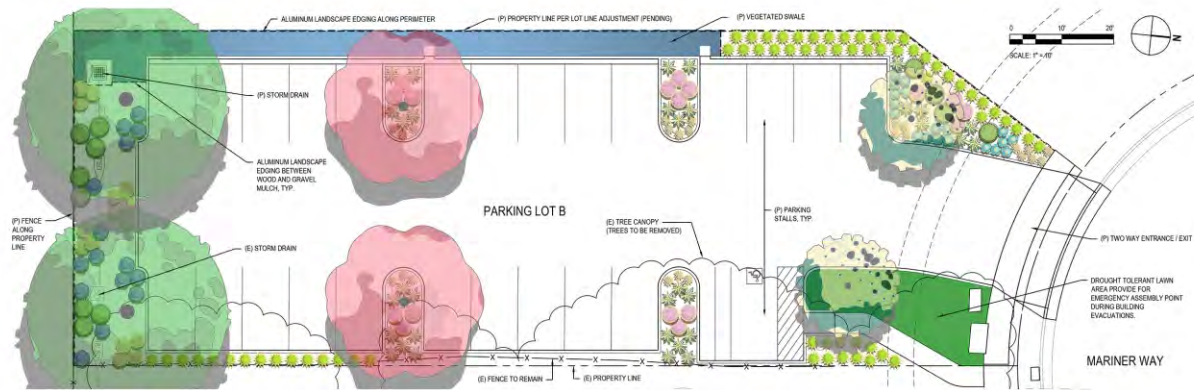 ALUMINUM LANDSCAPE EDGING ALONG PERIMETER
(P) PROPERTY LINE PER LOT LINE ADJUSTMENT (PENDING)
(P) VEGETATED SWALE
0 10' 20'
SCALE: 1" = 10'
N
(P) STORM DRAIN
ALUMINUM LANDSCAPE
EDGING BETWEEN
WOOD AND GRAVEL
MULCH, TYP.
(P) FENCE
ALONG
PROPERTY
LINE
(E) STORM DRAIN
PARKING LOT B
(E) TREE CANOPY
(TREES TO BE REMOVED)
(P) PARKING
STALLS, TYP.
(P) TWO WAY ENTRANCE / EXIT
DROUGHT TOLERANT LAWN
AREA PROVIDE FOR
EMERGENCY ASSEMBLY POINT
DURING BUILDING
EVACUATIONS.
MARINER WAY
(E) FENCE TO REMAIN
(E) PROPERTY LINE